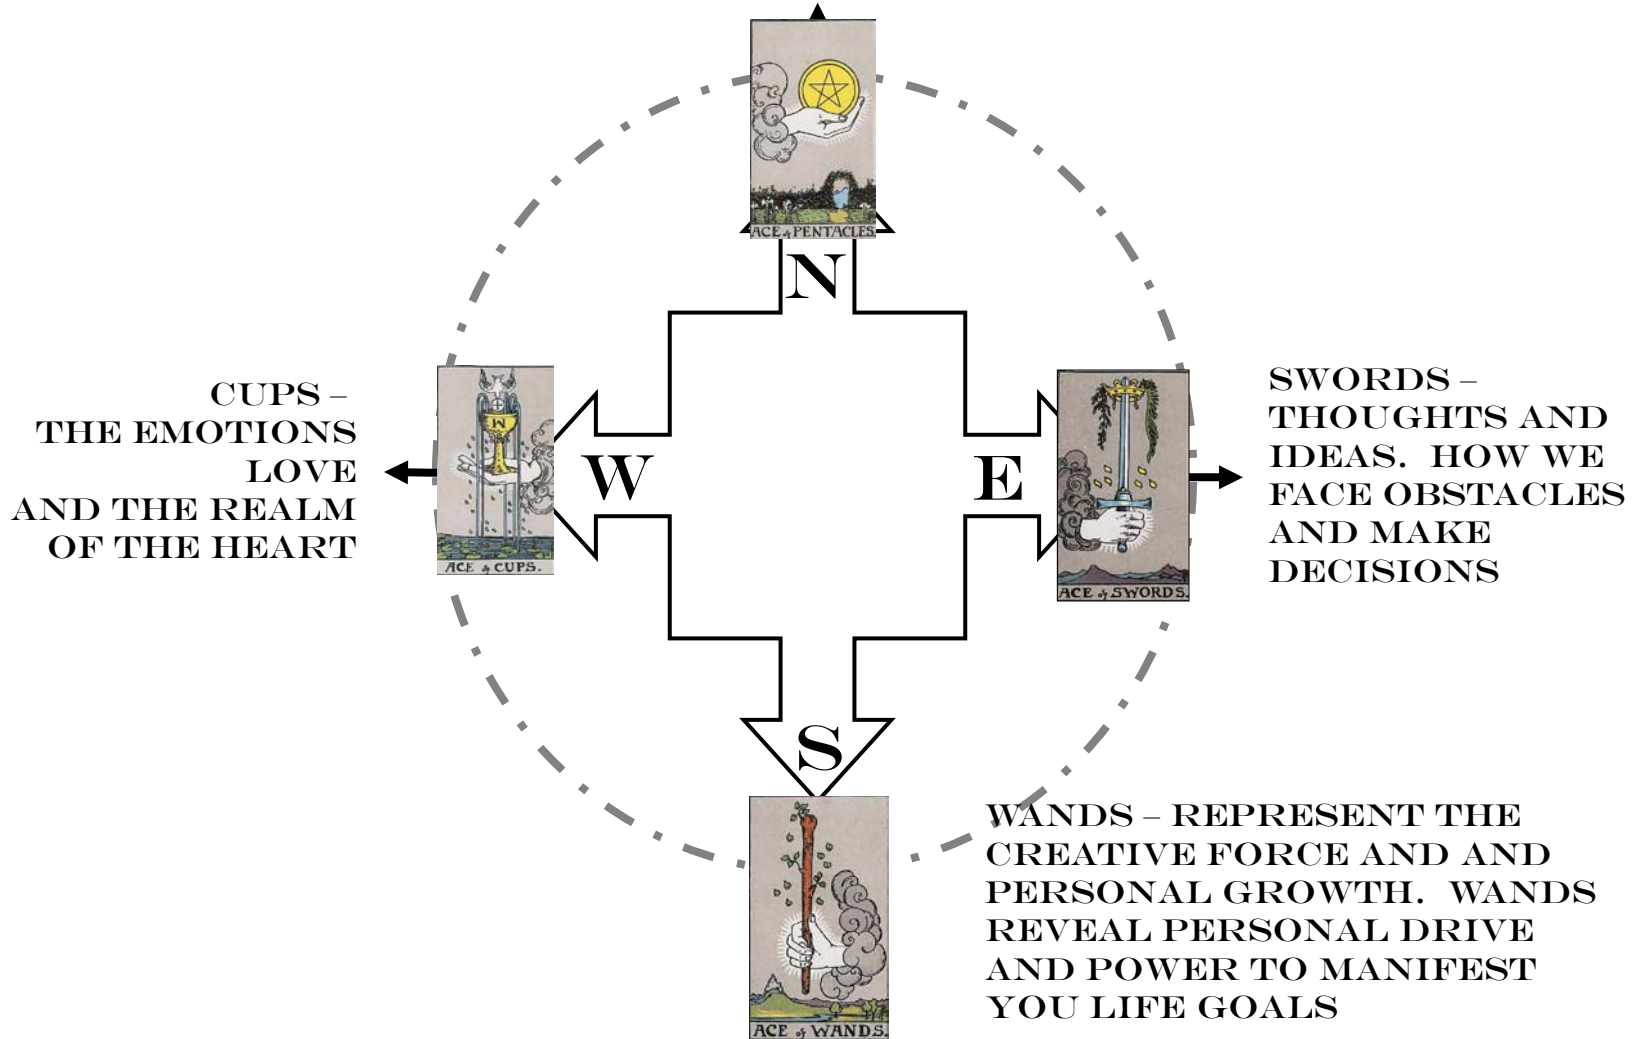 ACE of PENTACLES.
N
CUPS –
THE EMOTIONS
LOVE
AND THE REALM
OF THE HEART
ACE of CUPS.
W
E
ACE of SWORDS.
SWORDS –
THOUGHTS AND
IDEAS. HOW WE
FACE OBSTACLES
AND MAKE
DECISIONS
S
ACE of WANDS.
WANDS – REPRESENT THE
CREATIVE FORCE AND AND
PERSONAL GROWTH. WANDS
REVEAL PERSONAL DRIVE
AND POWER TO MANIFEST
YOU LIFE GOALS